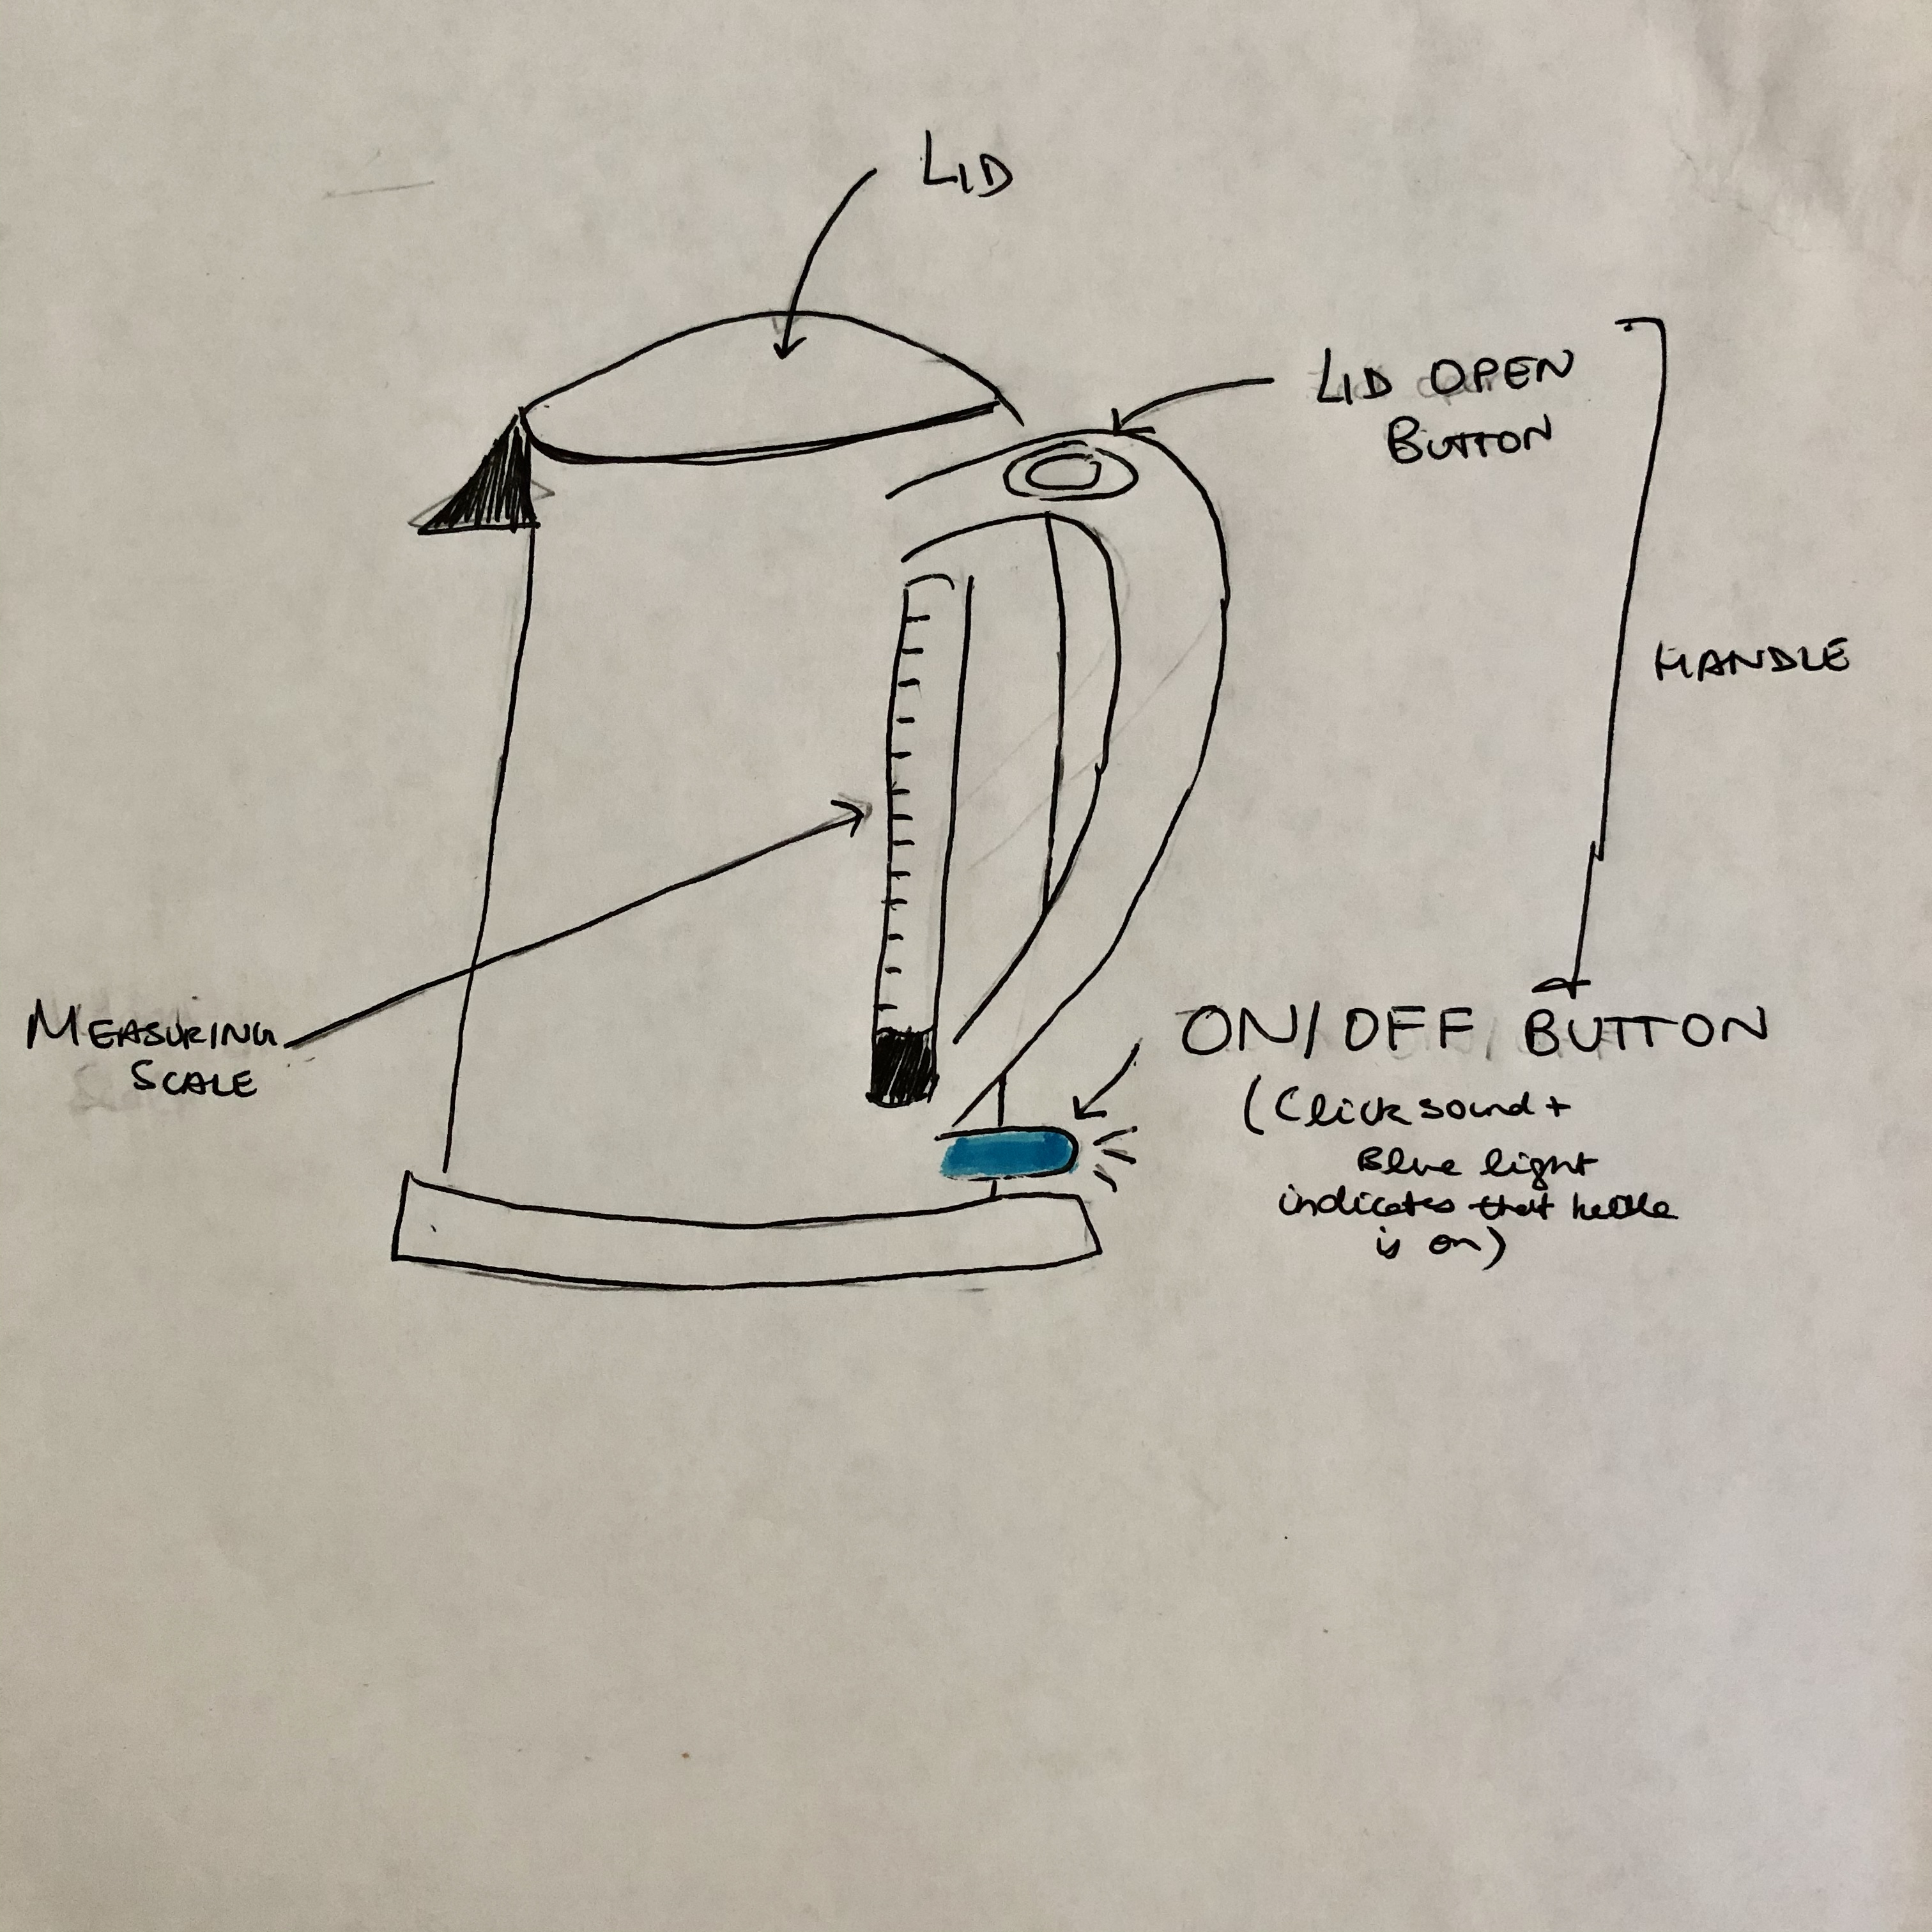 LID
LID OPEN
BUTTON
HANDLE
MEASURING
SCALE
ON/OFF BUTTON
(Click sound +
Blue light
indicates that kettle
is on)